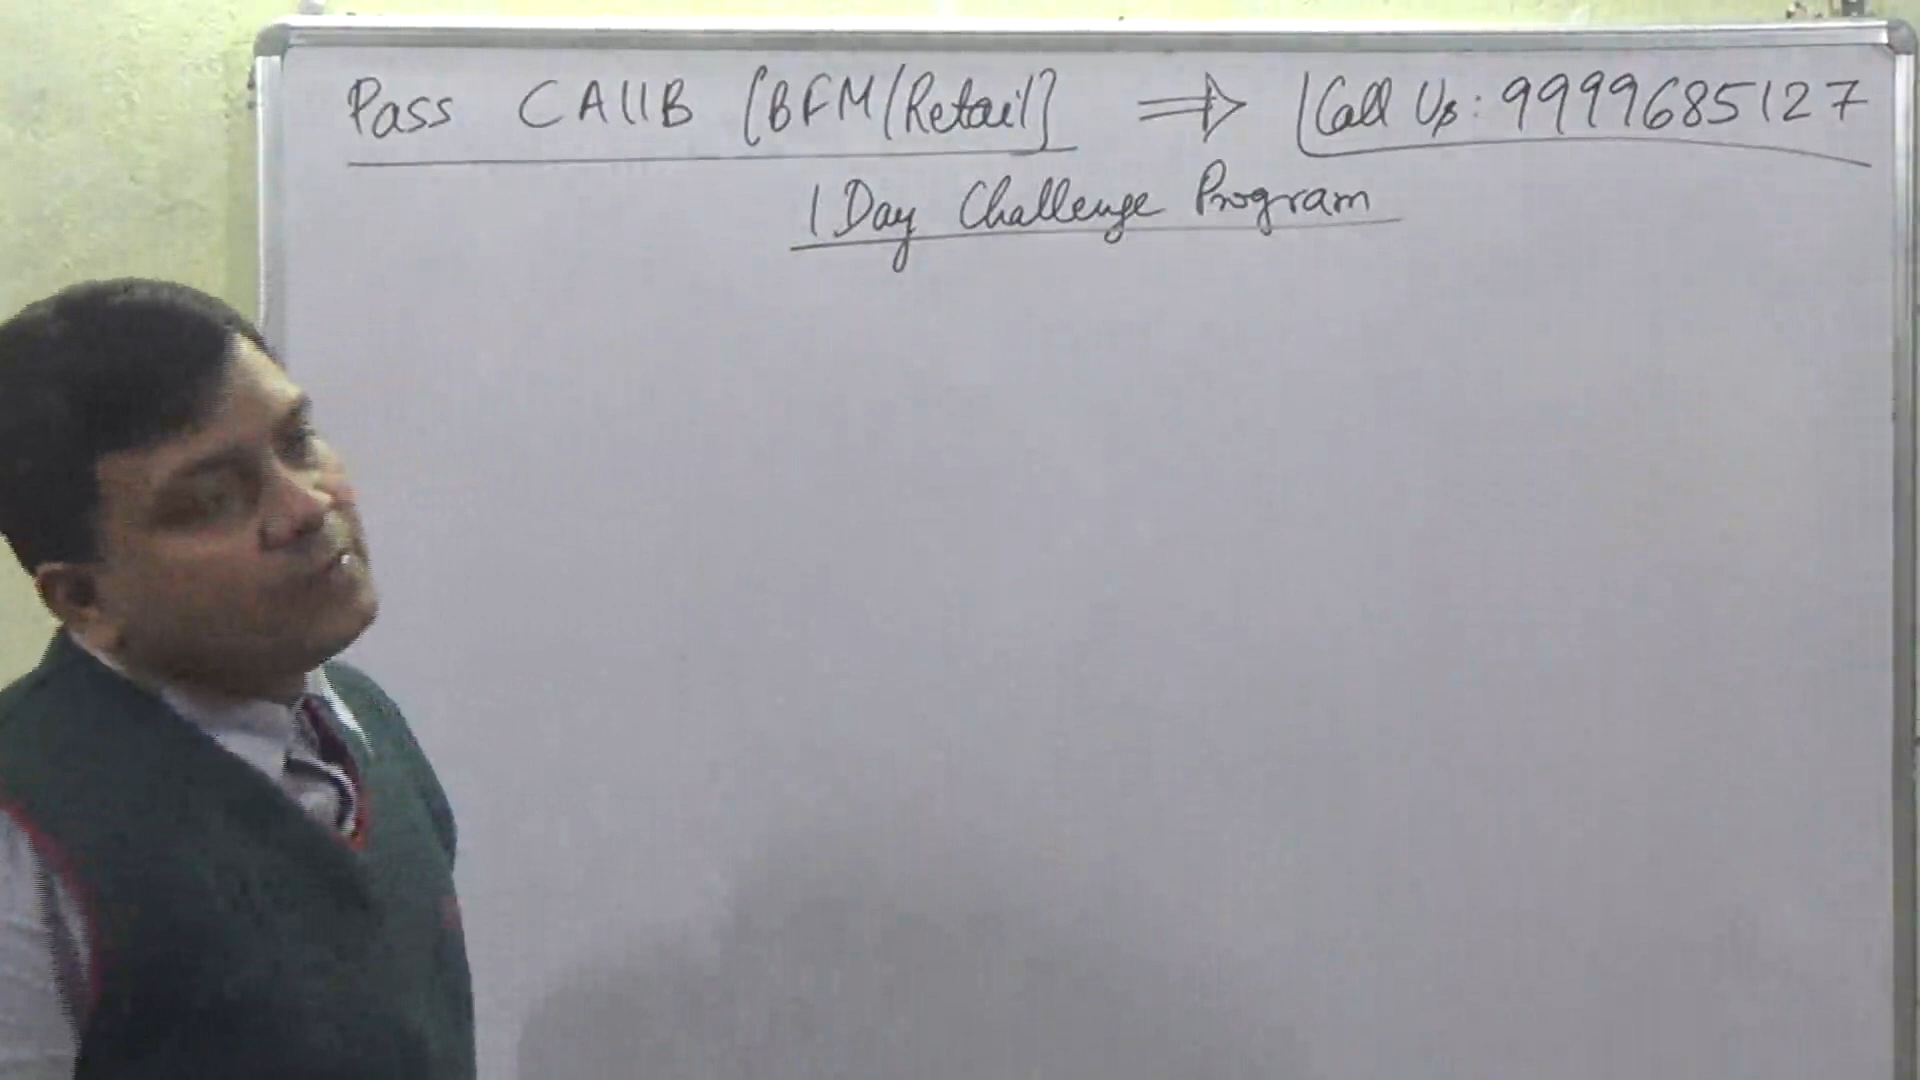 Pass CAIIB [BFM/Retail] ⇒ Call Us: 9999685127
1 Day Challenge Program